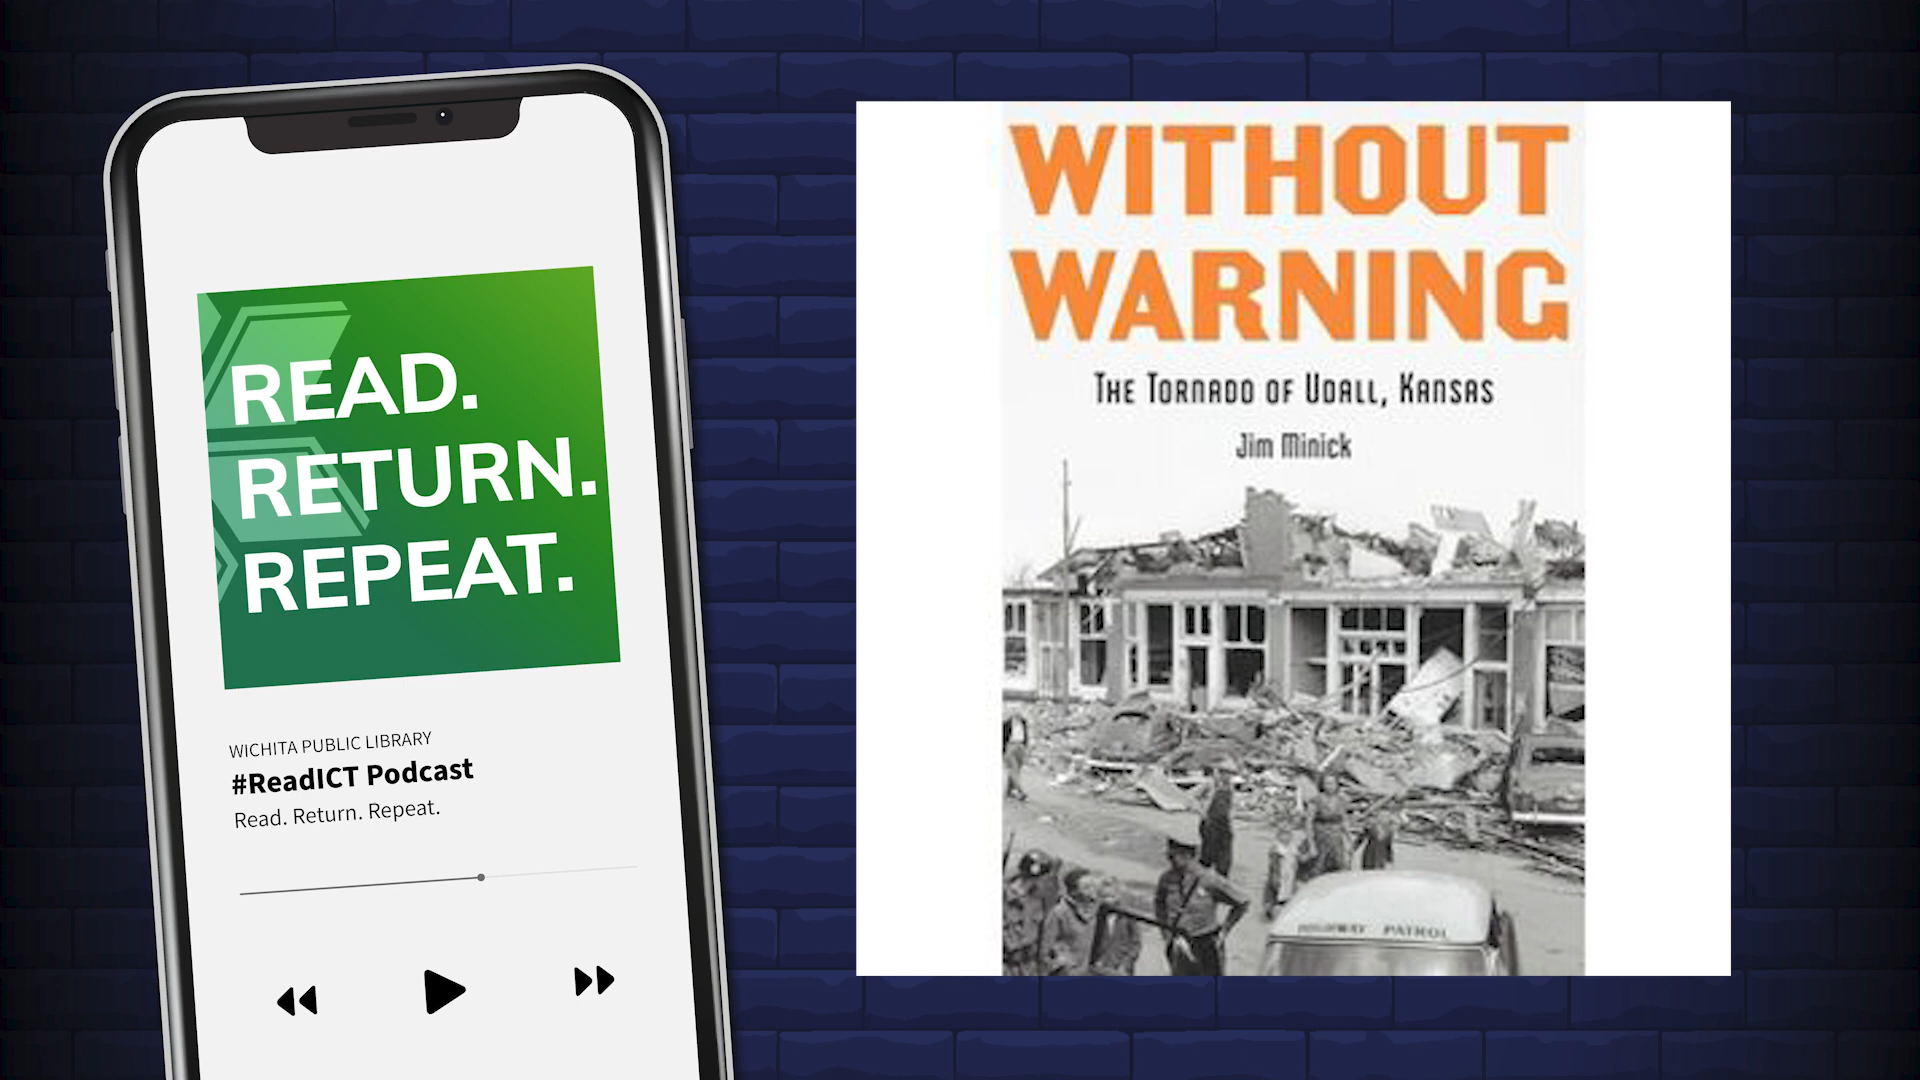 READ.
RETURN.
REPEAT.
WICHITA PUBLIC LIBRARY
#ReadICT Podcast
Read. Return. Repeat.
WITHOUT
WARNING
The Tornado of Udall, Kansas
Jim Minick
HIGHWAY PATROL